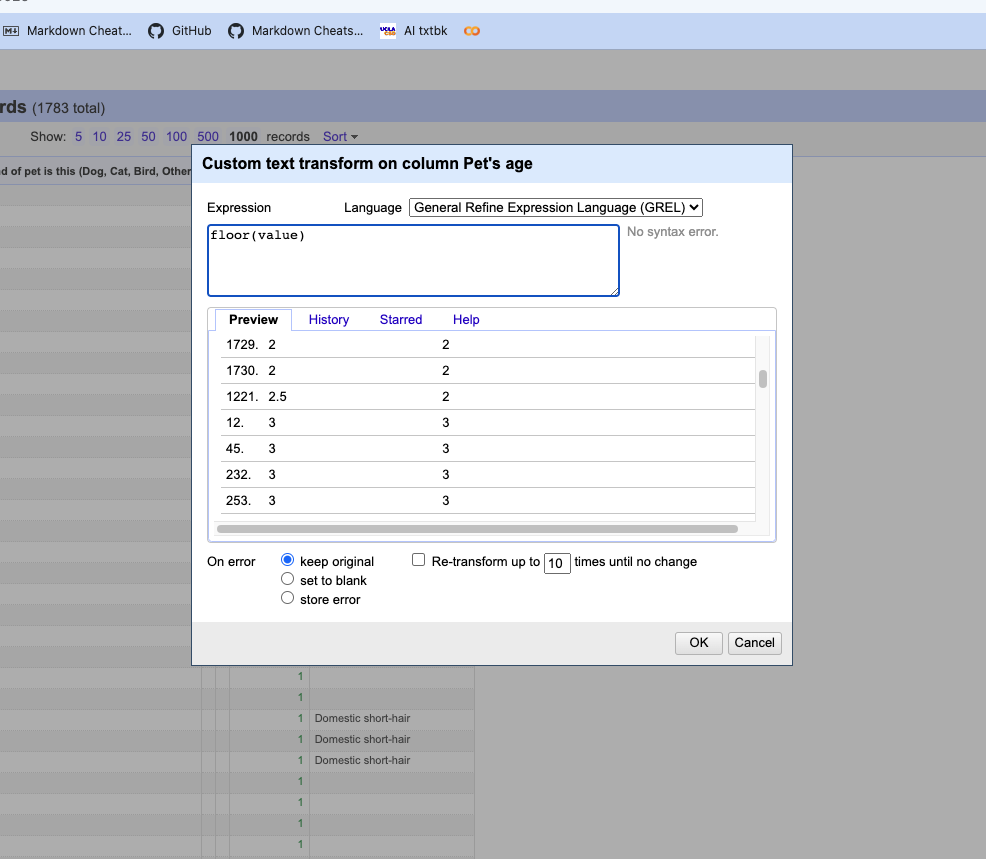 Markdown Cheat... GitHub Markdown Cheats... UCLA AI txtbk
rds (1783 total)
Show: 5 10 25 50 100 500 1000 records Sort
d of pet is this (Dog, Cat, Bird, Other
Custom text transform on column Pet's age
Expression Language General Refine Expression Language (GREL)
floor(value)
No syntax error.
Preview History Starred Help
1729. 2 2
1730. 2 2
1221. 2.5 2
12. 3 3
45. 3 3
232. 3 3
253. 3 3
On error keep original Re-transform up to 10 times until no change
set to blank
store error
OK Cancel
1
1
1 Domestic short-hair
1 Domestic short-hair
1 Domestic short-hair
1
1
1
1